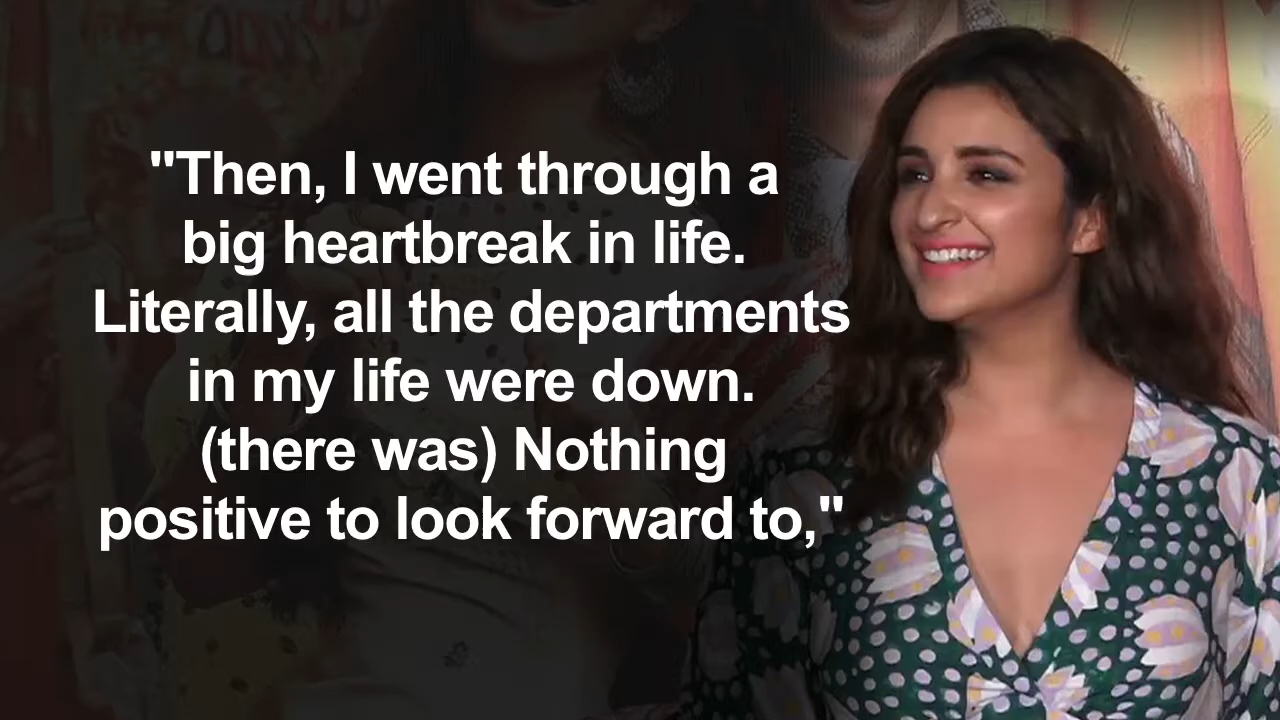 "Then, I went through a
big heartbreak in life.
Literally, all the departments
in my life were down.
(there was) Nothing
positive to look forward to,"